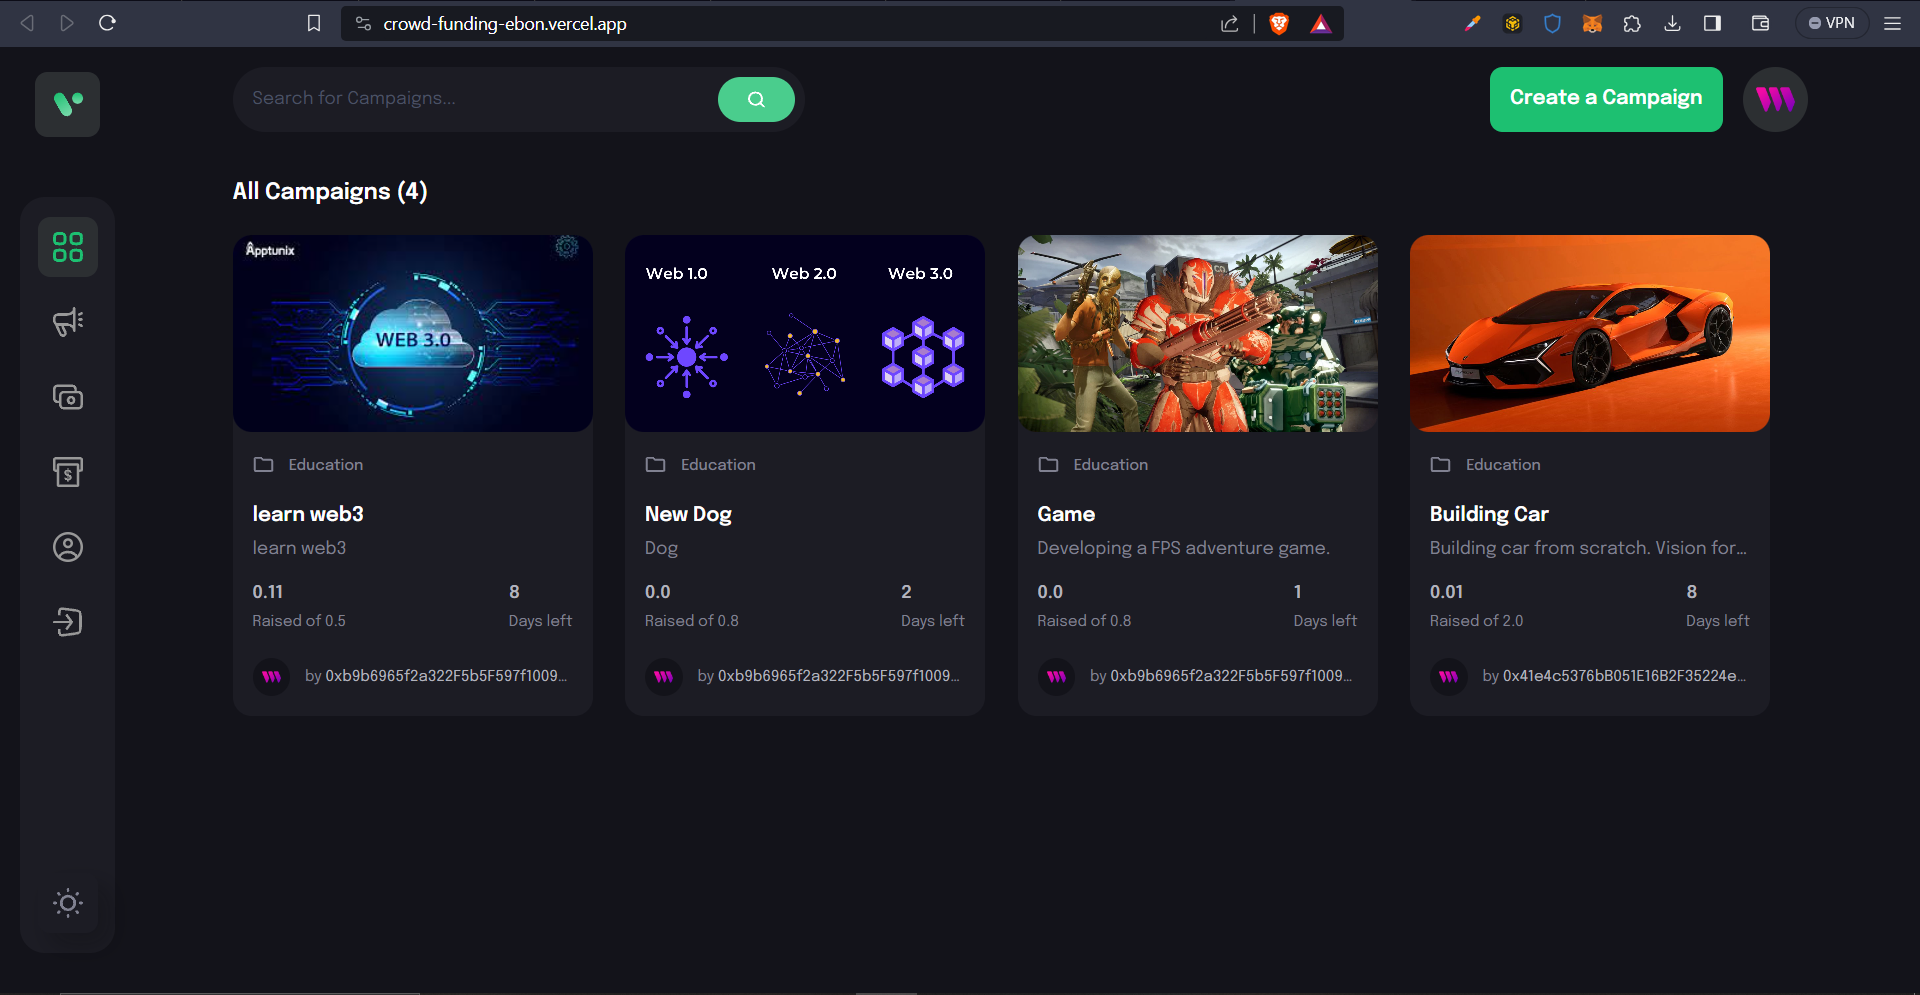 crowd-funding-ebon.vercel.app
VPN
Search for Campaigns...
Create a Campaign
All Campaigns (4)
Apptunix
WEB 3.0
Education
learn web3
learn web3
0.11
8
Raised of 0.5
Days left
by 0xb9b6965f2a322F5b5F597f1009...
Web 1.0
Web 2.0
Web 3.0
Education
New Dog
Dog
0.0
2
Raised of 0.8
Days left
by 0xb9b6965f2a322F5b5F597f1009...
Education
Game
Developing a FPS adventure game.
0.0
1
Raised of 0.8
Days left
by 0xb9b6965f2a322F5b5F597f1009...
Education
Building Car
Building car from scratch. Vision for...
0.01
8
Raised of 2.0
Days left
by 0x41e4c5376bB051E16B2F35224e...